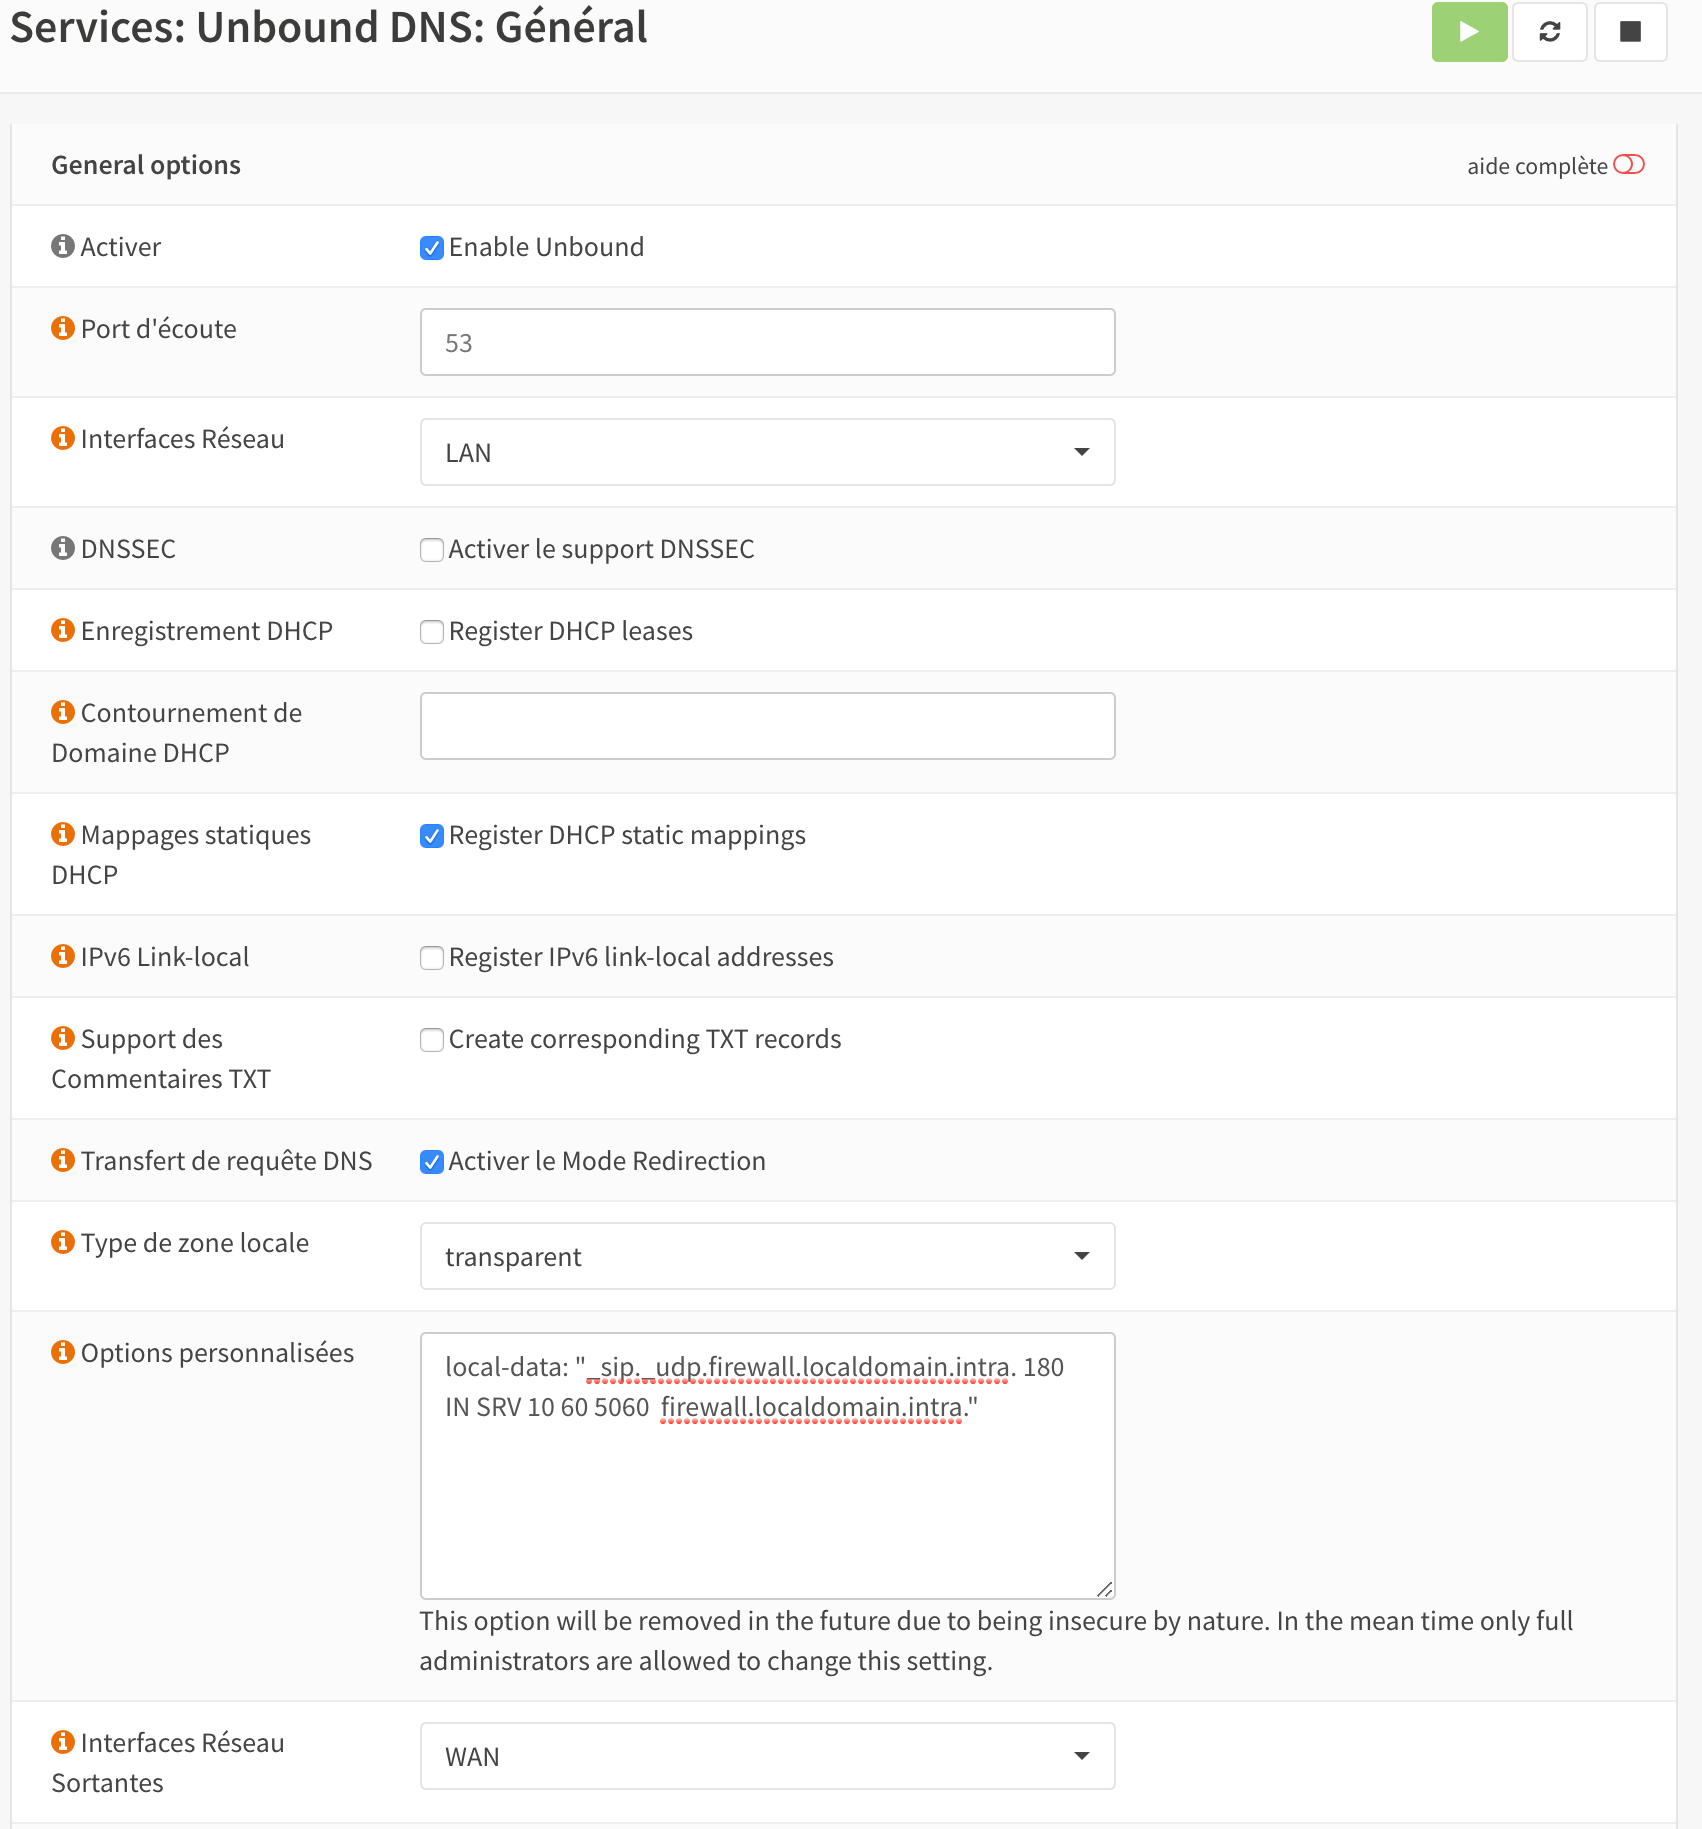 Services: Unbound DNS: Général
General options
aide complète
Activer
Enable Unbound
Port d'écoute
53
Interfaces Réseau
LAN
DNSSEC
Activer le support DNSSEC
Enregistrement DHCP
Register DHCP leases
Contournement de
Domaine DHCP
Mappages statiques
DHCP
Register DHCP static mappings
IPv6 Link-local
Register IPv6 link-local addresses
Support des
Commentaires TXT
Create corresponding TXT records
Transfert de requête DNS
Activer le Mode Redirection
Type de zone locale
transparent
Options personnalisées
local-data: "_sip._udp.firewall.localdomain.intra. 180
IN SRV 10 60 5060  firewall.localdomain.intra."
This option will be removed in the future due to being insecure by nature. In the mean time only full
administrators are allowed to change this setting.
Interfaces Réseau
Sortantes
WAN